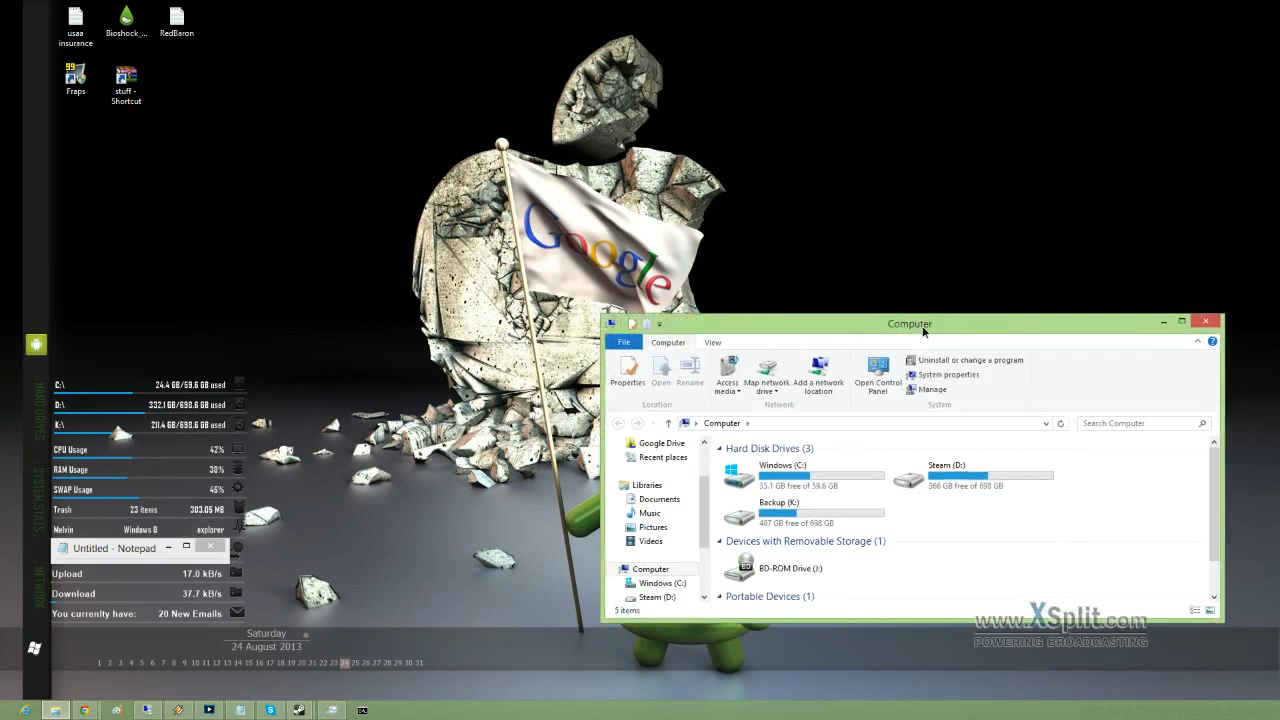 usaa
insurance
Bioshock_...
RedBaron
99
Fraps
stuff -
Shortcut
Google
HARD DRIVES
C:\ 24.4 GB/59.6 GB used
D:\ 332.1 GB/698.6 GB used
K:\ 211.4 GB/698.6 GB used
SYSTEM STATS
CPU Usage 42%
RAM Usage 38%
SWAP Usage 45%
Trash 23 items 303.05 MB
Melvin Windows 8 explorer
Untitled - Notepad
NETWORK
Upload 17.0 kB/s
Download 37.7 kB/s
You currently have: 20 New Emails
Saturday
24 August 2013
1 2 3 4 5 6 7 8 9 10 11 12 13 14 15 16 17 18 19 20 21 22 23 24 25 26 27 28 29 30 31
Computer
File Computer View
Properties
Open
Rename
Access
media
Map network
drive
Add a network
location
Open Control
Panel
Uninstall or change a program
System properties
Manage
Location
Network
System
Computer
Search Computer
Google Drive
Recent places
Libraries
Documents
Music
Pictures
Videos
Computer
Windows (C:)
Steam (D:)
Hard Disk Drives (3)
Windows (C:)
35.1 GB free of 59.6 GB
Steam (D:)
366 GB free of 698 GB
Backup (K:)
487 GB free of 698 GB
Devices with Removable Storage (1)
BD
BD-ROM Drive (J:)
Portable Devices (1)
5 items
www.XSplit.com
POWERING BROADCASTING